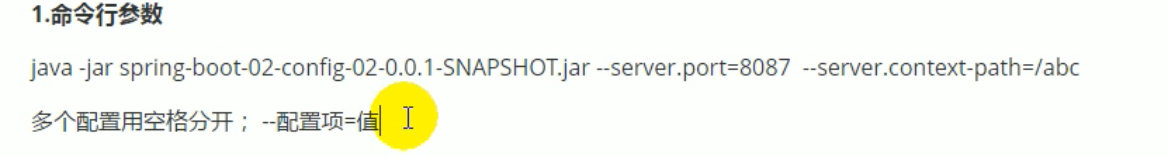 1.命令行参数
java -jar spring-boot-02-config-02-0.0.1-SNAPSHOT.jar --server.port=8087  --server.context-path=/abc
多个配置用空格分开； --配置项=值